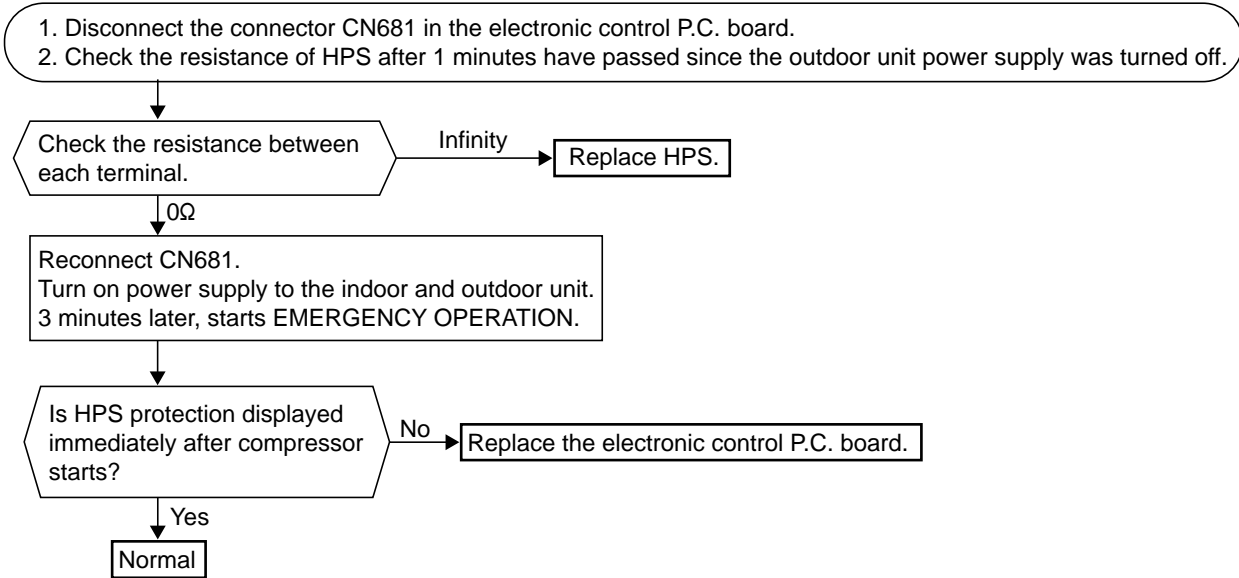 1. Disconnect the connector CN681 in the electronic control P.C. board.
2. Check the resistance of HPS after 1 minutes have passed since the outdoor unit power supply was turned off.
Check the resistance between
each terminal.
Infinity
Replace HPS.
0Ω
Reconnect CN681.
Turn on power supply to the indoor and outdoor unit.
3 minutes later, starts EMERGENCY OPERATION.
Is HPS protection displayed
immediately after compressor
starts?
No
Replace the electronic control P.C. board.
Yes
Normal